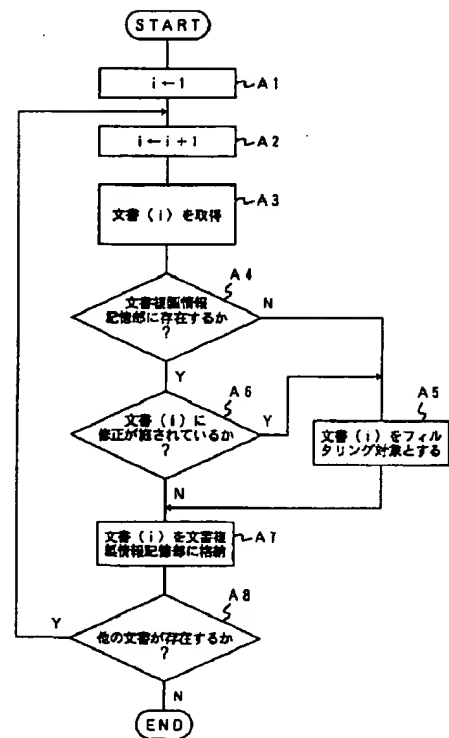 START
i←1
A1
i←i+1
A2
A3
文書(i)を取得
A4
文書複製情報
記憶部に存在するか
?
N
Y
A6
文書(i)に
修正が施されているか
?
Y
N
A5
文書(i)をフィル
タリング対象とする
文書(i)を文書複
製情報記憶部に格納
A7
A8
他の文書が存在するか
?
Y
N
END